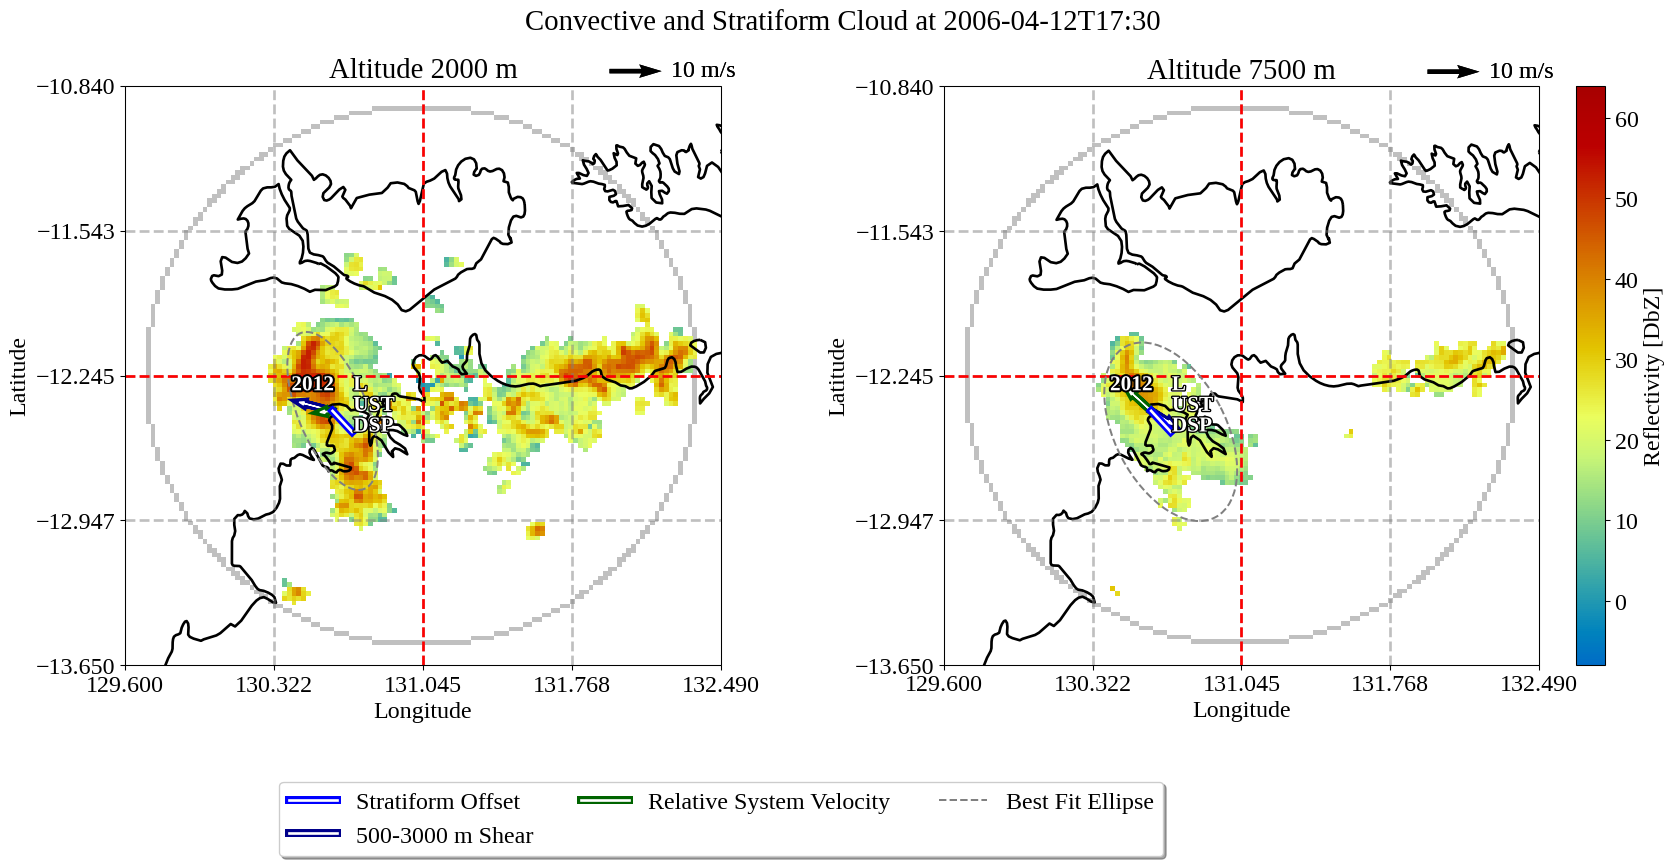 Convective and Stratiform Cloud at 2006-04-12T17:30
Altitude 2000 m
10 m/s
−10.840
−11.543
−12.245
−12.947
−13.650
Latitude
129.600
130.322
131.045
131.768
132.490
Longitude
2012
L
UST
DSP
Altitude 7500 m
10 m/s
−10.840
−11.543
−12.245
−12.947
−13.650
Latitude
129.600
130.322
131.045
131.768
132.490
Longitude
2012
L
UST
DSP
60
50
40
30
20
10
0
Reflectivity [DbZ]
Stratiform Offset
500-3000 m Shear
Relative System Velocity
Best Fit Ellipse